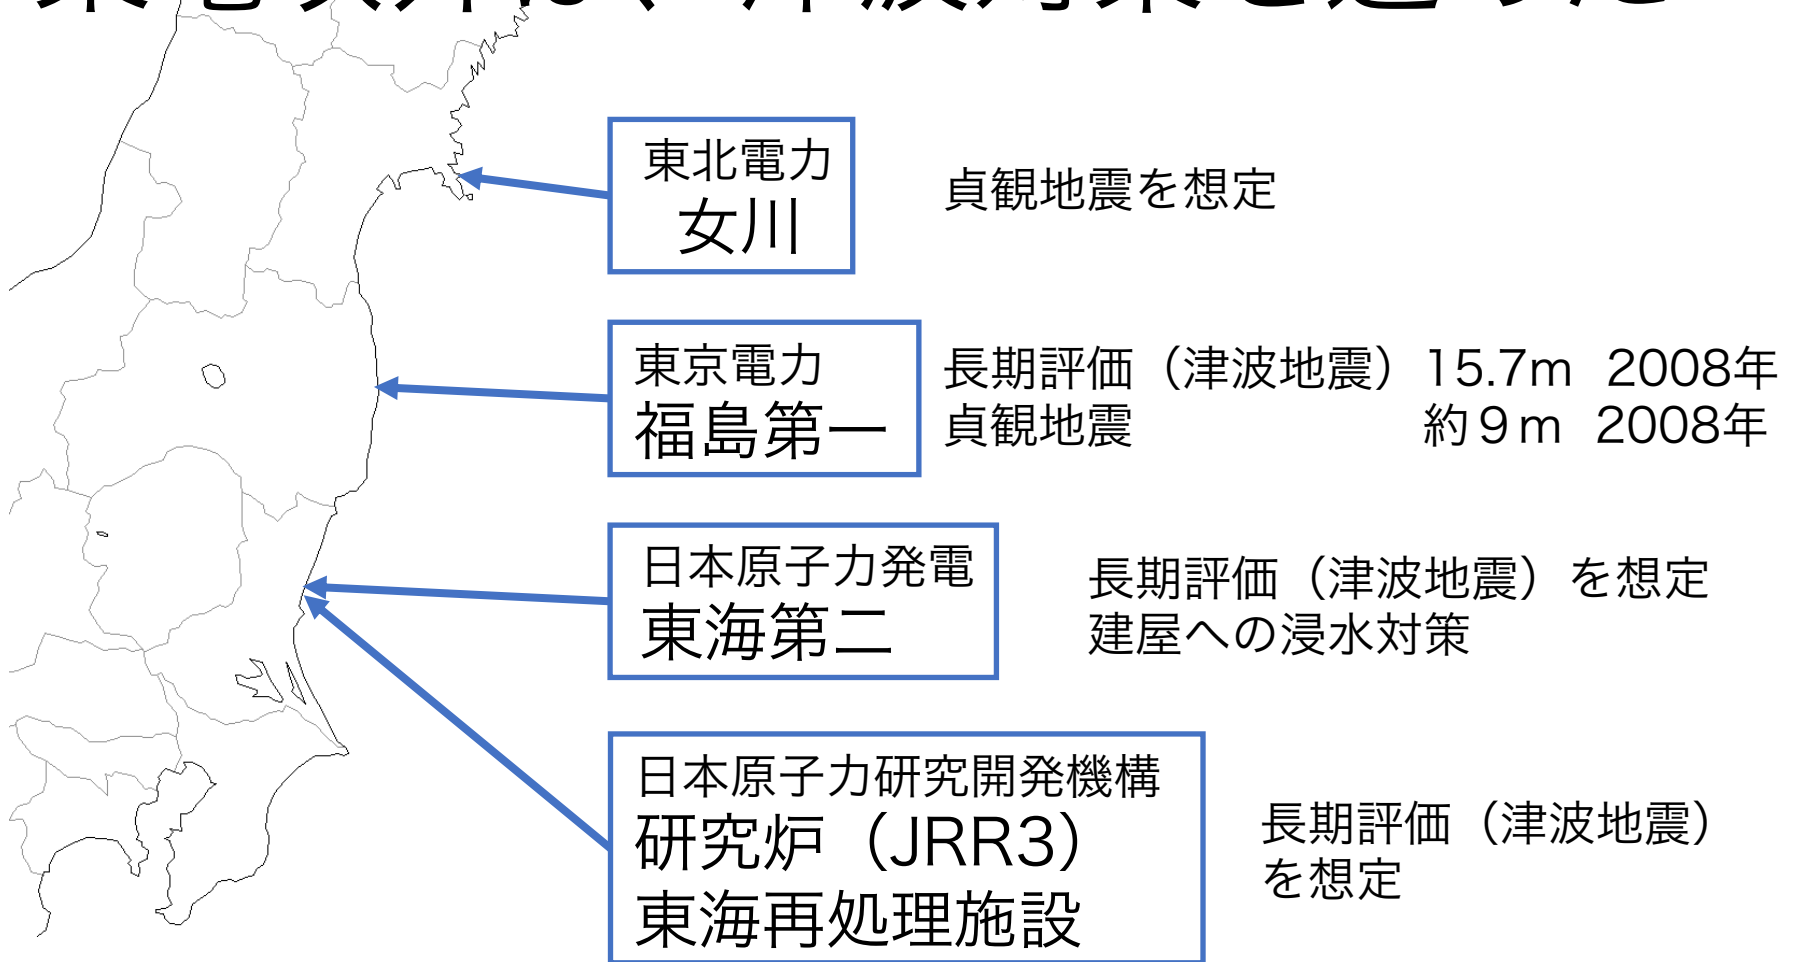 東北電力
女川
貞観地震を想定
東京電力
福島第一
長期評価（津波地震）15.7m 2008年
貞観地震 約９ｍ 2008年
日本原子力発電
東海第二
長期評価（津波地震）を想定
建屋への浸水対策
日本原子力研究開発機構
研究炉（JRR3）
東海再処理施設
長期評価（津波地震）
を想定